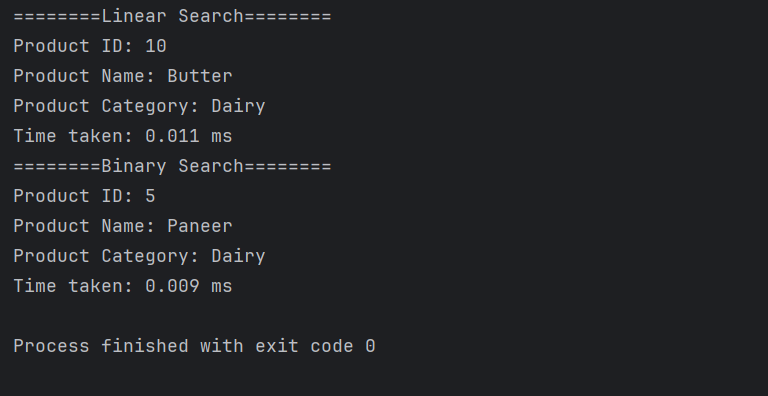 ========Linear Search========
Product ID: 10
Product Name: Butter
Product Category: Dairy
Time taken: 0.011 ms
========Binary Search========
Product ID: 5
Product Name: Paneer
Product Category: Dairy
Time taken: 0.009 ms
Process finished with exit code 0